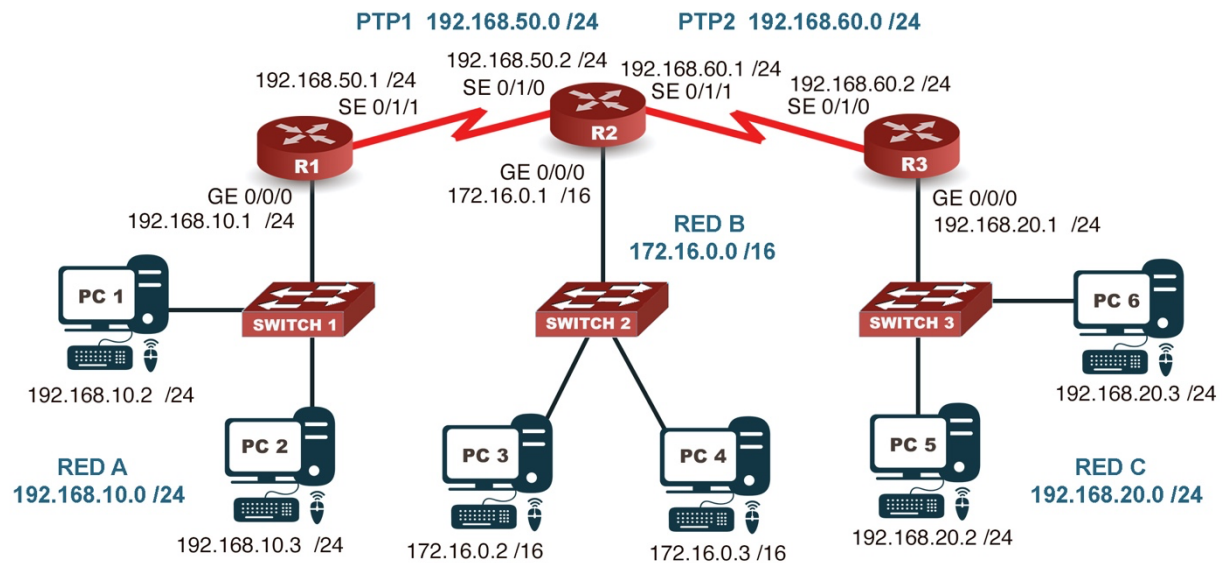 PTP1 192.168.50.0 /24
PTP2 192.168.60.0 /24
192.168.50.2 /24
192.168.60.1 /24
192.168.50.1 /24
192.168.60.2 /24
SE 0/1/0
SE 0/1/1
SE 0/1/1
SE 0/1/0
R2
R1
R3
GE 0/0/0
172.16.0.1 /16
GE 0/0/0
192.168.10.1 /24
GE 0/0/0
192.168.20.1 /24
RED B
172.16.0.0 /16
PC 1
PC 6
SWITCH 1
SWITCH 2
SWITCH 3
192.168.10.2 /24
192.168.20.3 /24
PC 2
PC 3
PC 4
PC 5
RED A
192.168.10.0 /24
RED C
192.168.20.0 /24
192.168.10.3 /24
172.16.0.2 /16
172.16.0.3 /16
192.168.20.2 /24